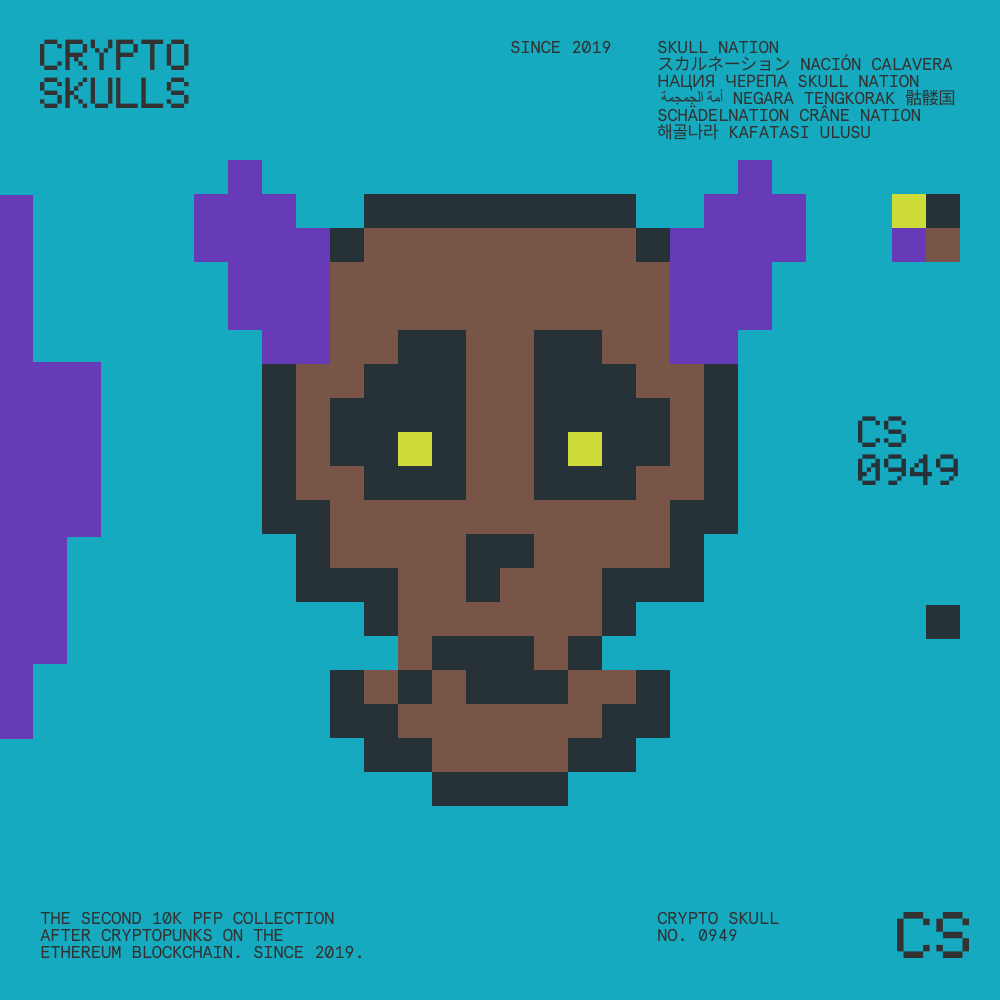 CRYPTO
SKULLS
SINCE 2019
SKULL NATION
スカルネーション NACIÓN CALAVERA
НАЦИЯ ЧЕРЕПА SKULL NATION
أمة الجمجمة NEGARA TENGKORAK 骷髅国
SCHÄDELNATION CRÂNE NATION
해골나라 KAFATASI ULUSU
CS
0949
THE SECOND 10K PFP COLLECTION
AFTER CRYPTOPUNKS ON THE
ETHEREUM BLOCKCHAIN. SINCE 2019.
CRYPTO SKULL
NO. 0949
CS